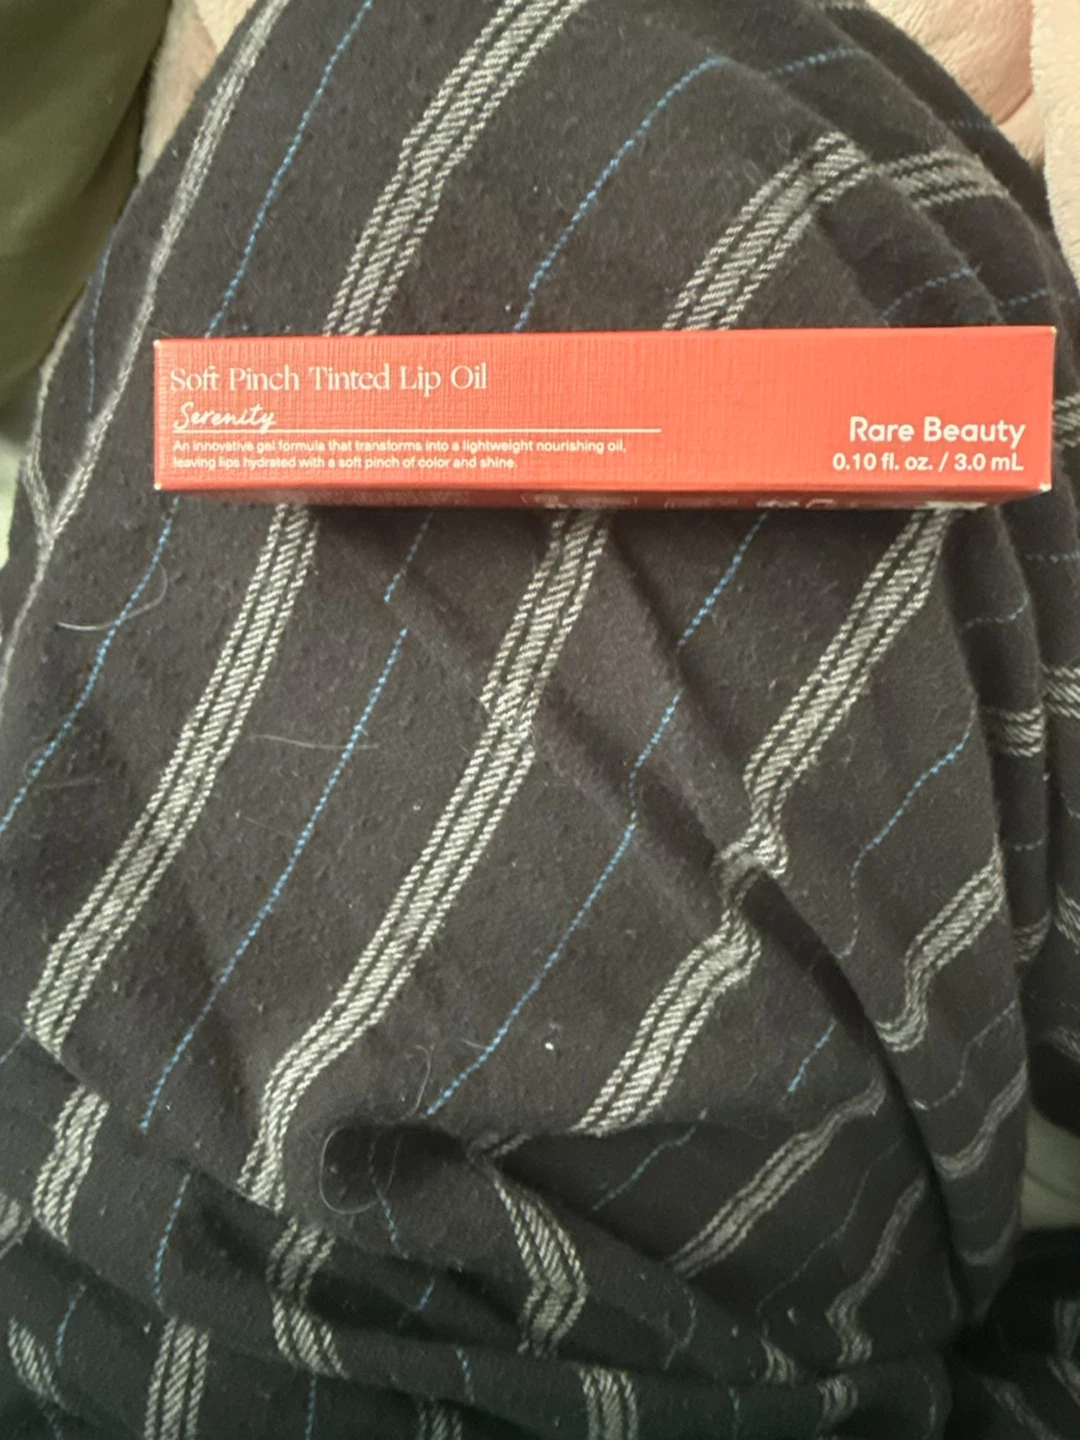 Soft Pinch Tinted Lip Oil
Serenity
An innovative gel formula that transforms into a lightweight nourishing oil,
leaving lips hydrated with a soft pinch of color and shine.
Rare Beauty
0.10 fl. oz. / 3.0 mL